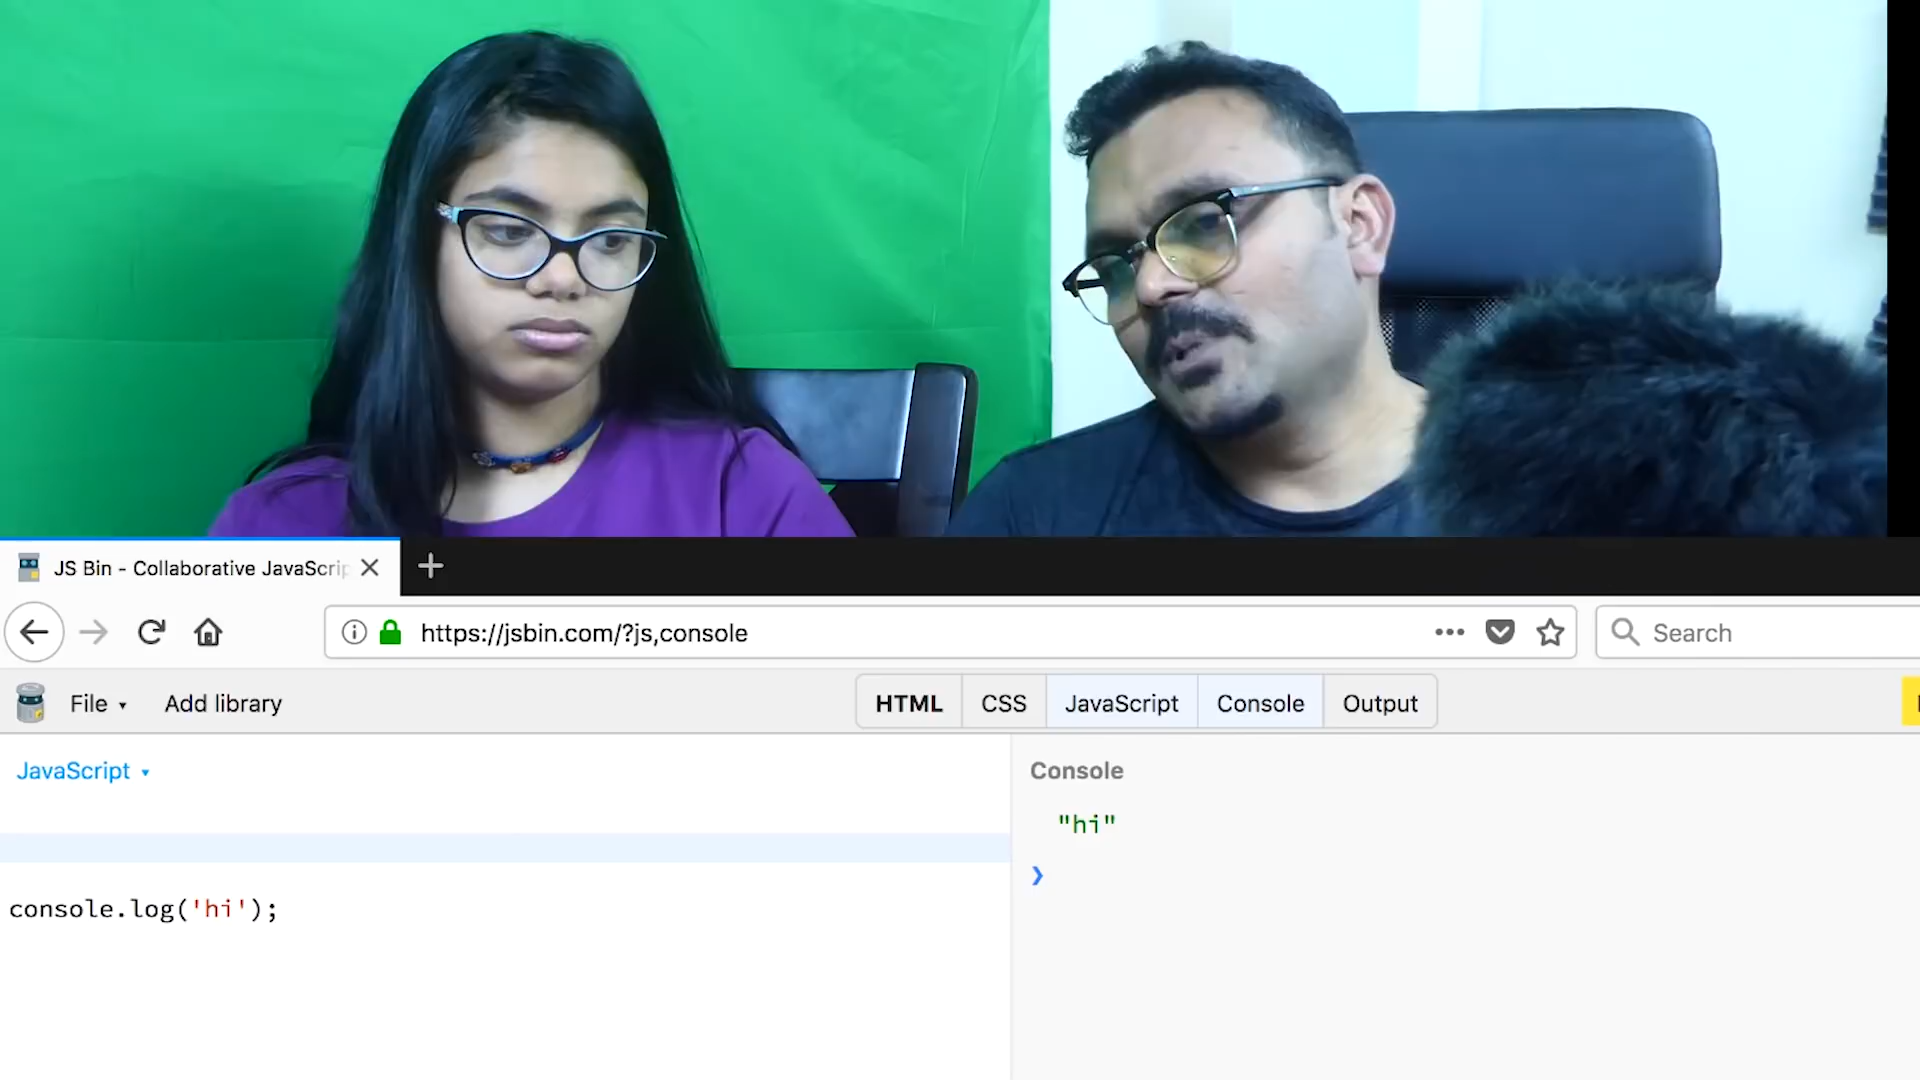 JS Bin - Collaborative JavaScrip
https://jsbin.com/?js,console
Search
File
Add library
HTML
CSS
JavaScript
Console
Output
JavaScript
Console
"hi"
console.log('hi');